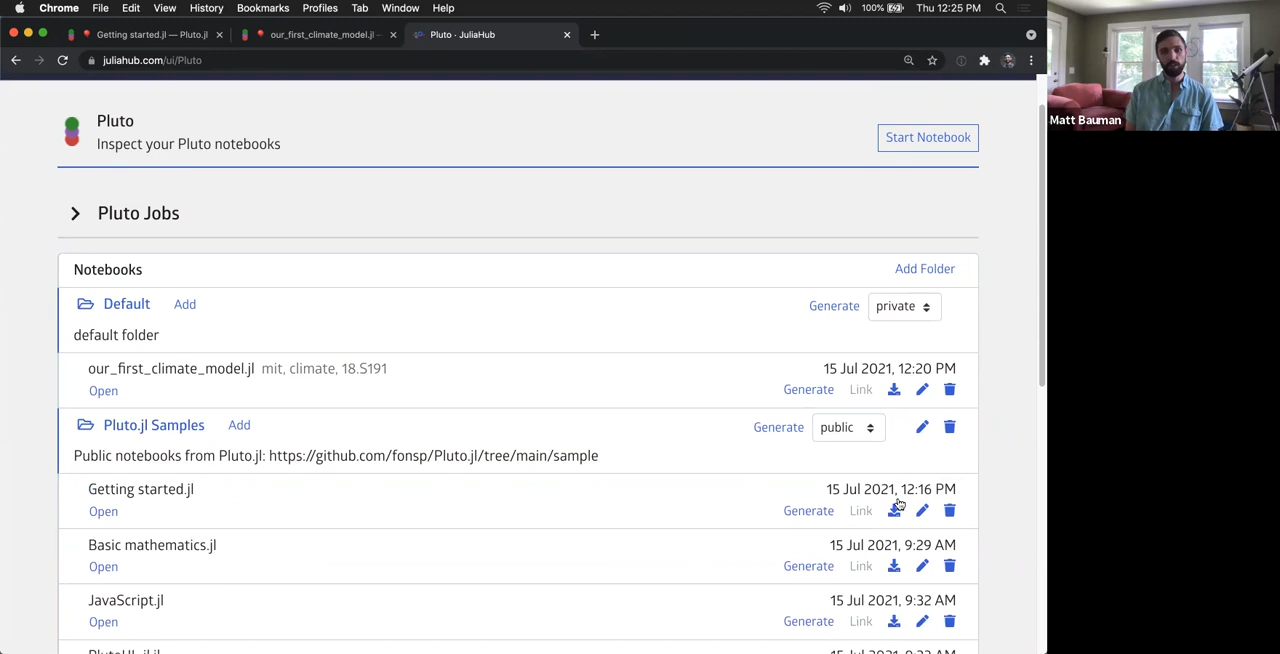 Chrome File Edit View History Bookmarks Profiles Tab Window Help 100% Thu 12:25 PM
Getting started.jl — Pluto.jl our_first_climate_model.jl – Pluto · JuliaHub
juliahub.com/ui/Pluto
Matt Bauman
Pluto
Inspect your Pluto notebooks
Start Notebook
Pluto Jobs
Notebooks Add Folder
Default Add Generate private
default folder
our_first_climate_model.jl mit, climate, 18.S191 15 Jul 2021, 12:20 PM
Open Generate Link
Pluto.jl Samples Add Generate public
Public notebooks from Pluto.jl: https://github.com/fonsp/Pluto.jl/tree/main/sample
Getting started.jl 15 Jul 2021, 12:16 PM
Open Generate Link
Basic mathematics.jl 15 Jul 2021, 9:29 AM
Open Generate Link
JavaScript.jl 15 Jul 2021, 9:32 AM
Open Generate Link
15 Jul 2021, 9:33 AM